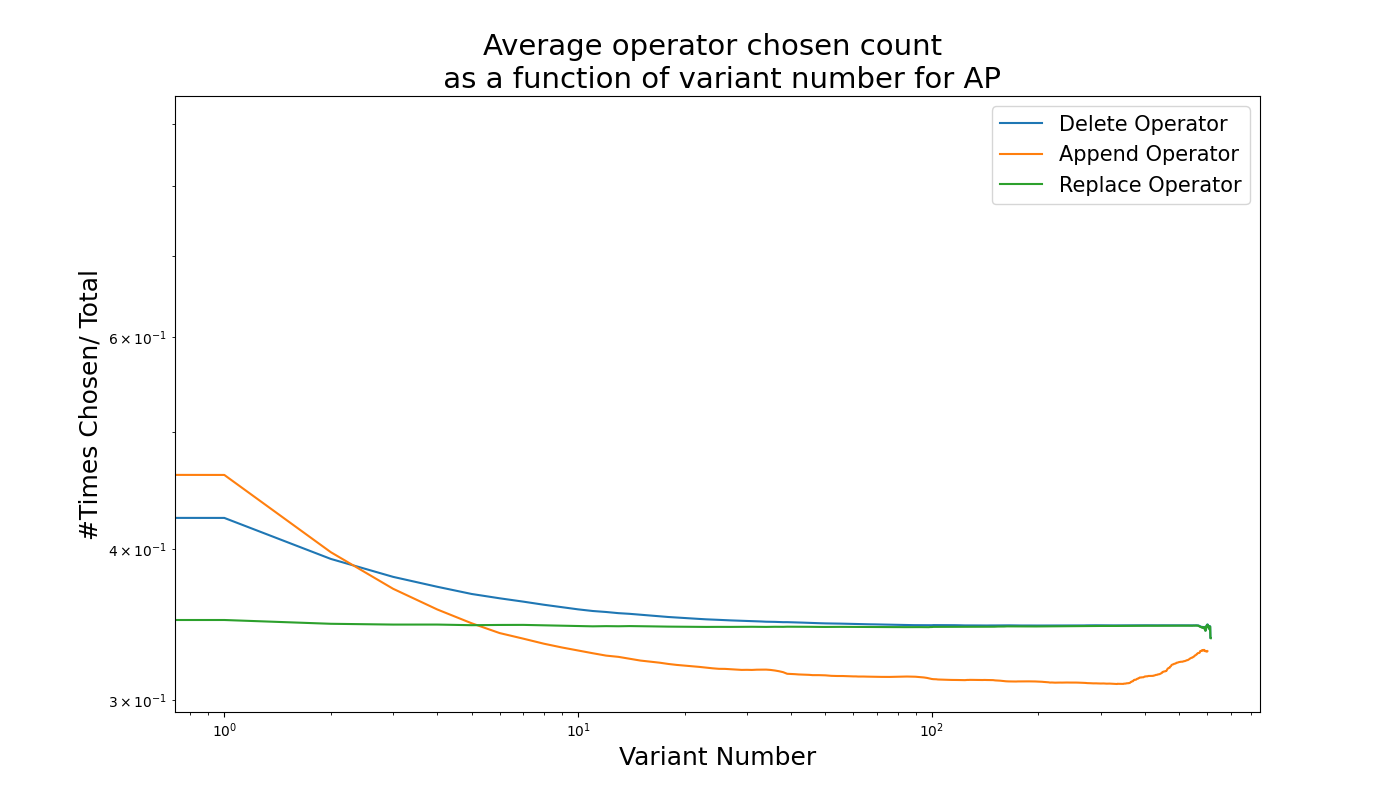 Average operator chosen count
as a function of variant number for AP
Delete Operator
Append Operator
Replace Operator
#Times Chosen/ Total
6 × 10⁻¹
4 × 10⁻¹
3 × 10⁻¹
10⁰
10¹
10²
Variant Number